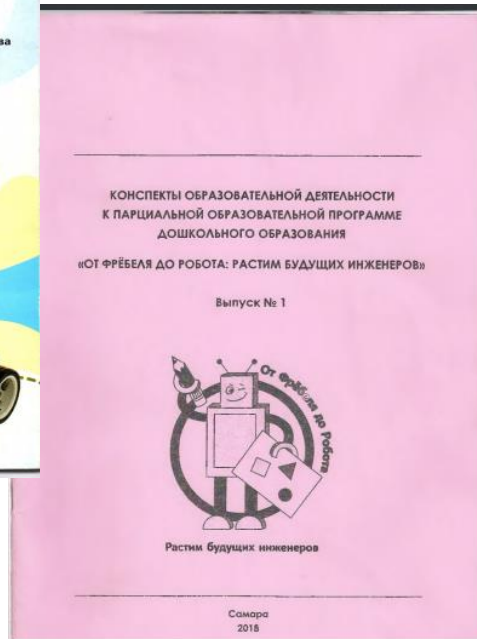 ва
КОНСПЕКТЫ ОБРАЗОВАТЕЛЬНОЙ ДЕЯТЕЛЬНОСТИ
К ПАРЦИАЛЬНОЙ ОБРАЗОВАТЕЛЬНОЙ ПРОГРАММЕ
ДОШКОЛЬНОГО ОБРАЗОВАНИЯ
«ОТ ФРЁБЕЛЯ ДО РОБОТА: РАСТИМ БУДУЩИХ ИНЖЕНЕРОВ»
Выпуск № 1
От Фрёбеля до Робота
Растим будущих инженеров
Самара
2018